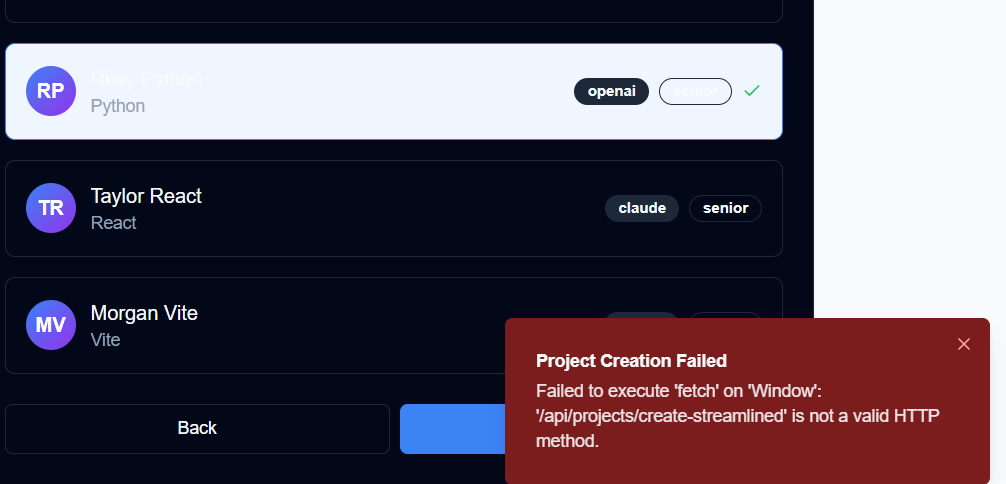 RP
Riley Python
Python
openai
senior
TR
Taylor React
React
claude
senior
MV
Morgan Vite
Vite
Back
Project Creation Failed
Failed to execute 'fetch' on 'Window':
'/api/projects/create-streamlined' is not a valid HTTP
method.